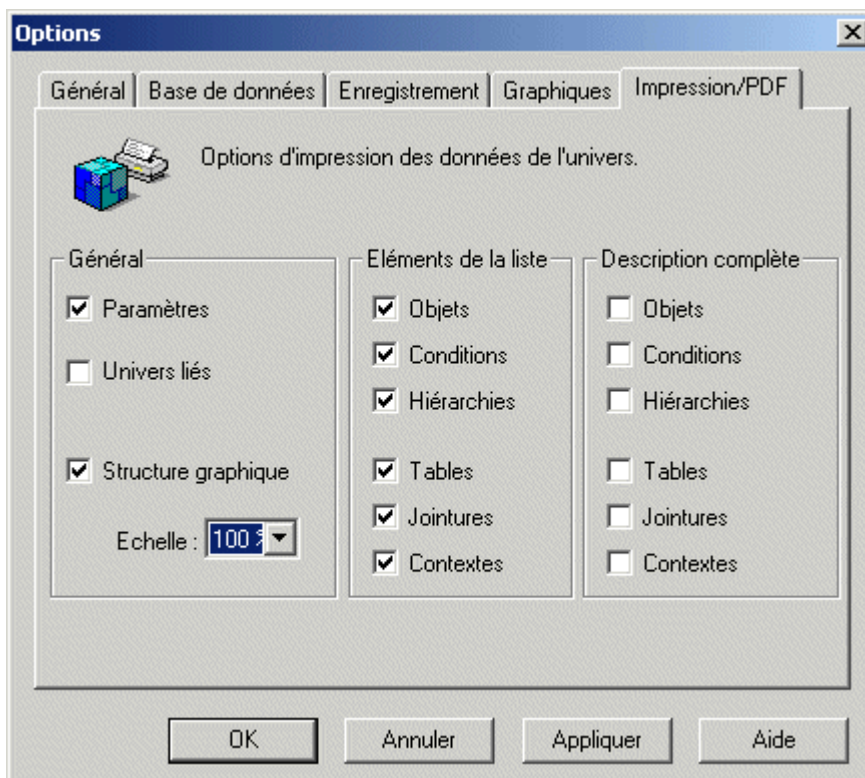 Options
Général
Base de données
Enregistrement
Graphiques
Impression/PDF
Options d'impression des données de l'univers.
Général
Paramètres
Univers liés
Structure graphique
Echelle : 100 %
Eléments de la liste
Objets
Conditions
Hiérarchies
Tables
Jointures
Contextes
Description complète
Objets
Conditions
Hiérarchies
Tables
Jointures
Contextes
OK
Annuler
Appliquer
Aide